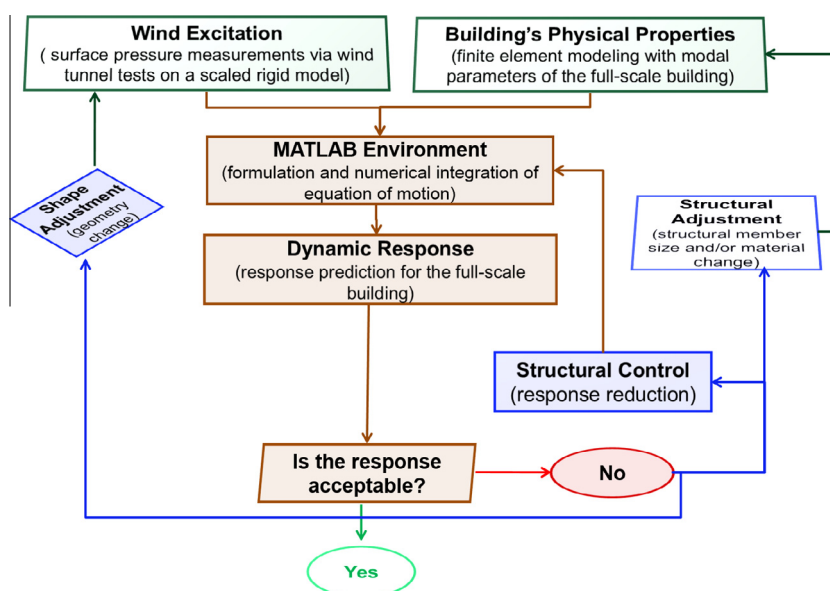 Wind Excitation
( surface pressure measurements via wind
tunnel tests on a scaled rigid model)
Building's Physical Properties
(finite element modeling with modal
parameters of the full-scale building)
MATLAB Environment
(formulation and numerical integration of
equation of motion)
Shape
Adjustment
(geometry
change)
Structural
Adjustment
(structural member
size and/or material
change)
Dynamic Response
(response prediction for the full-scale
building)
Structural Control
(response reduction)
Is the response
acceptable?
No
Yes